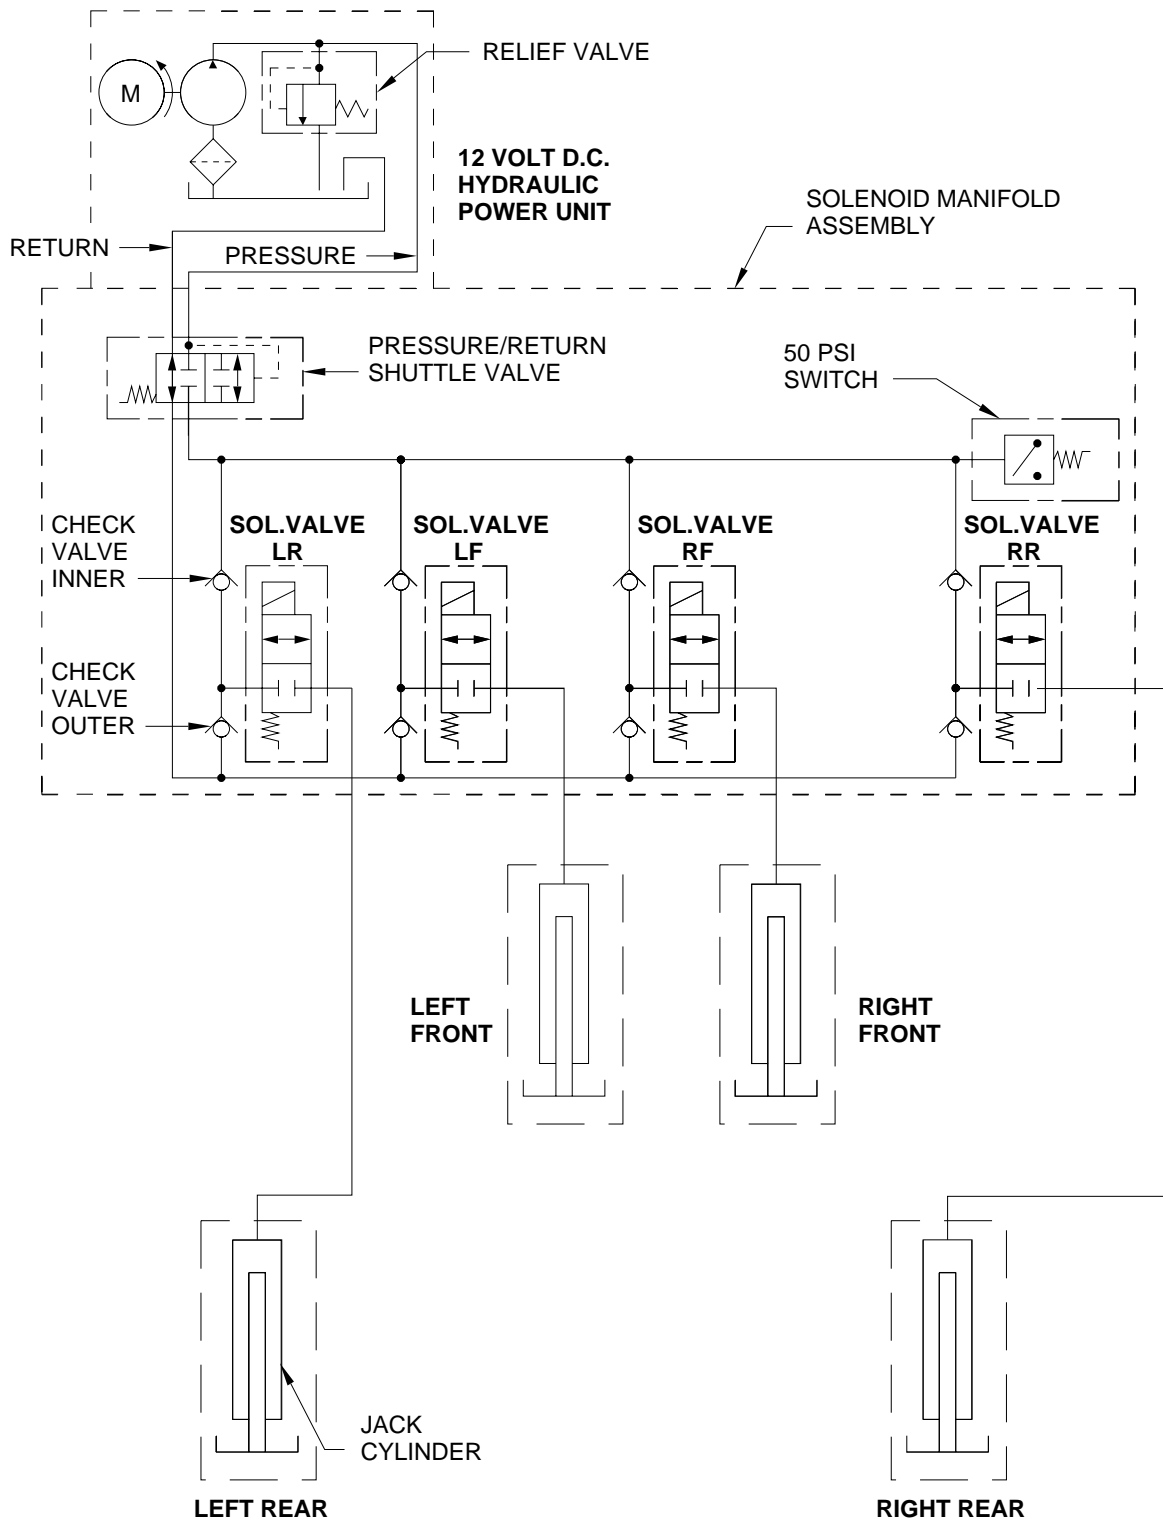 RELIEF VALVE
M
12 VOLT D.C.
HYDRAULIC
POWER UNIT
SOLENOID MANIFOLD
ASSEMBLY
RETURN
PRESSURE
PRESSURE/RETURN
SHUTTLE VALVE
50 PSI
SWITCH
CHECK
VALVE
INNER
SOL.VALVE
LR
SOL.VALVE
LF
SOL.VALVE
RF
SOL.VALVE
RR
CHECK
VALVE
OUTER
LEFT
FRONT
RIGHT
FRONT
JACK
CYLINDER
LEFT REAR
RIGHT REAR